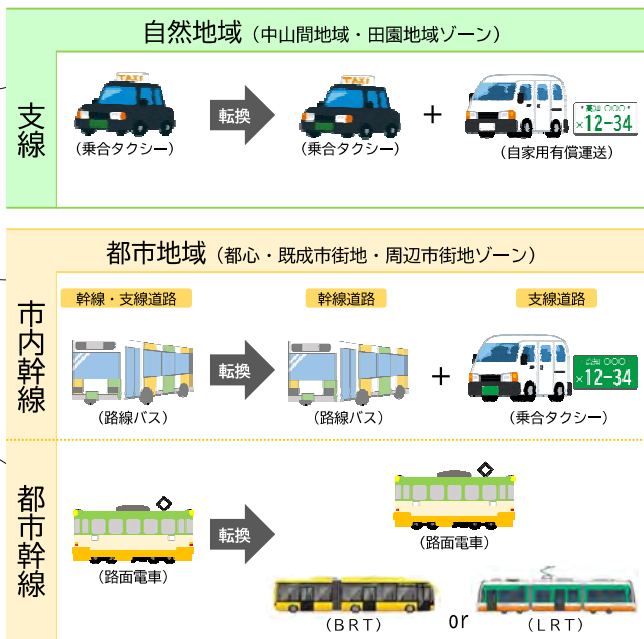 自然地域（中山間地域・田園地域ゾーン）
支線
TAXI
（乗合タクシー）
転換
TAXI
（乗合タクシー）
+
×12-34
（自家用有償運送）
都市地域（都心・既成市街地・周辺市街地ゾーン）
市内幹線
幹線・支線道路
（路線バス）
転換
幹線道路
（路線バス）
+
支線道路
×12-34
（乗合タクシー）
都市幹線
（路面電車）
転換
（路面電車）
（ＢＲＴ）
or
（ＬＲＴ）